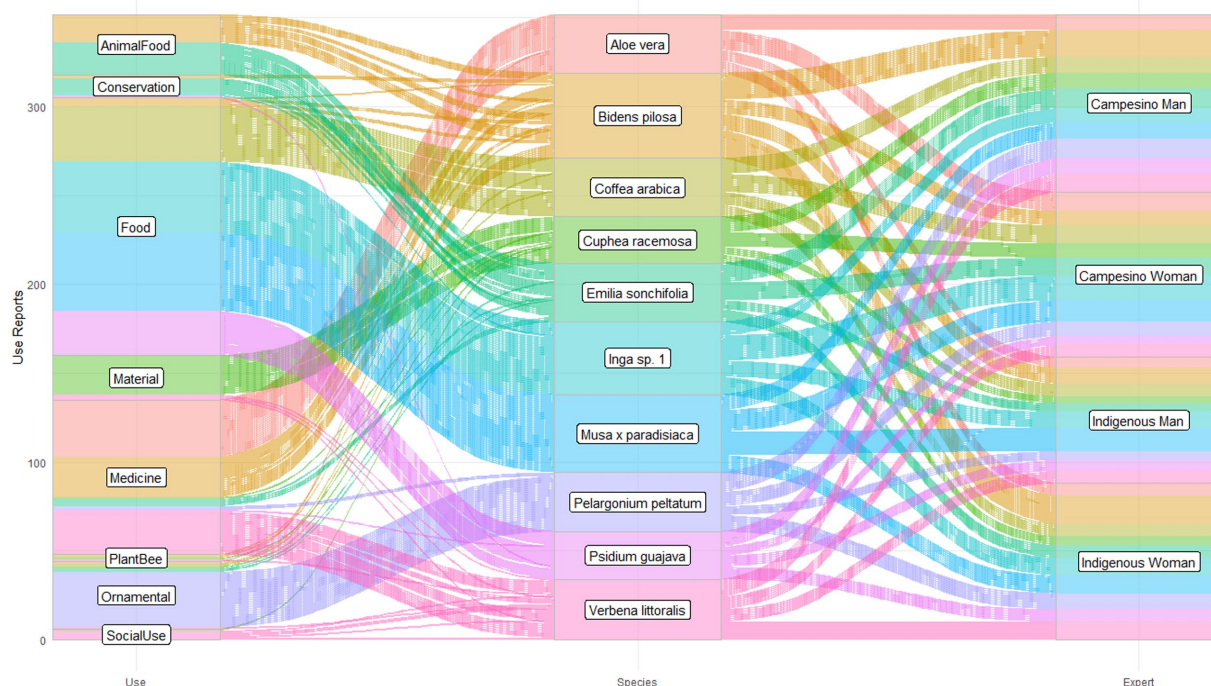 Use Reports
300
200
100
0
AnimalFood
Conservation
Food
Material
Medicine
PlantBee
Ornamental
SocialUse
Aloe vera
Bidens pilosa
Coffea arabica
Cuphea racemosa
Emilia sonchifolia
Inga sp. 1
Musa x paradisiaca
Pelargonium peltatum
Psidium guajava
Verbena littoralis
Campesino Man
Campesino Woman
Indigenous Man
Indigenous Woman
Use
Species
Expert